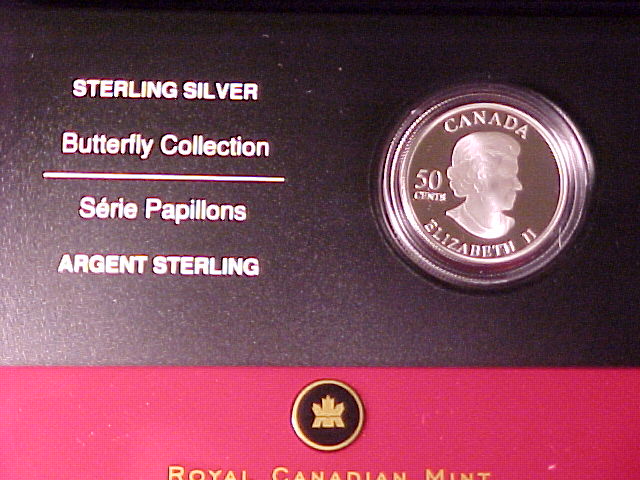 STERLING SILVER
Butterfly Collection
Série Papillons
ARGENT STERLING
CANADA
50
CENTS
ELIZABETH II
ROYAL CANADIAN MINT